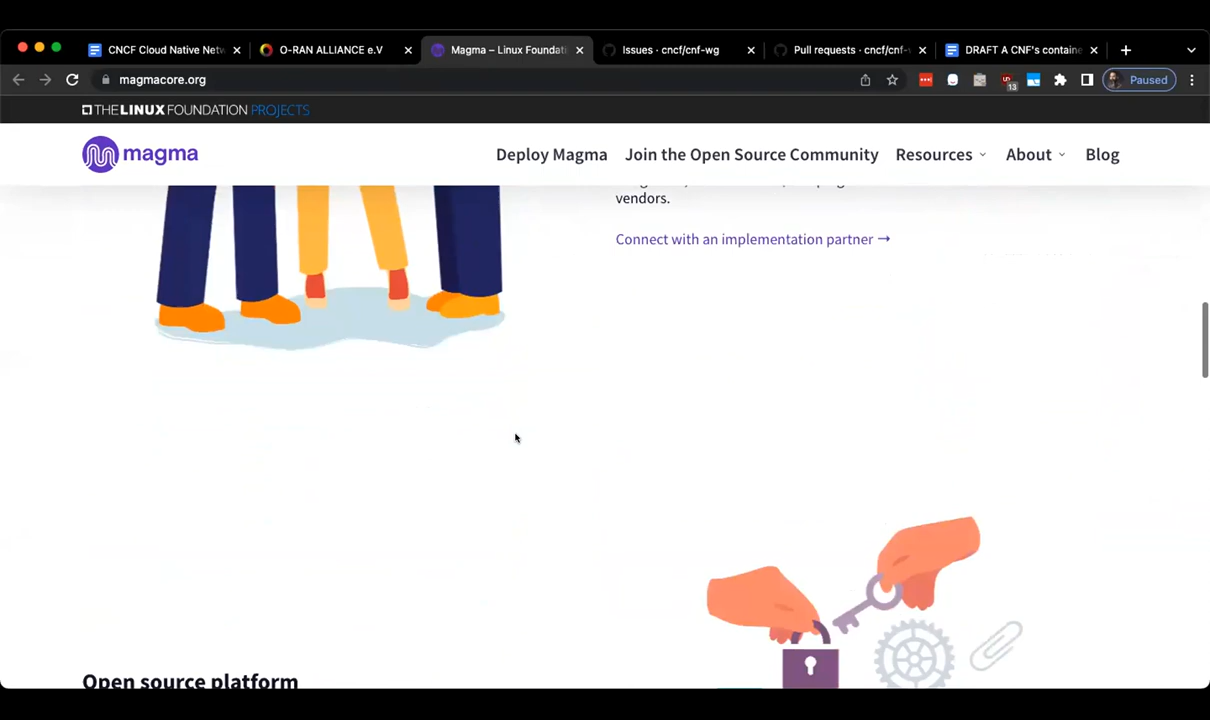 CNCF Cloud Native Netw
O-RAN ALLIANCE e.V
Magma – Linux Foundati
Issues · cncf/cnf-wg
Pull requests · cncf/cnf-
DRAFT A CNF's containe
magmacore.org
13
Paused
THE LINUX FOUNDATION PROJECTS
magma
Deploy Magma
Join the Open Source Community
Resources
About
Blog
vendors.
Connect with an implementation partner →
Open source platform